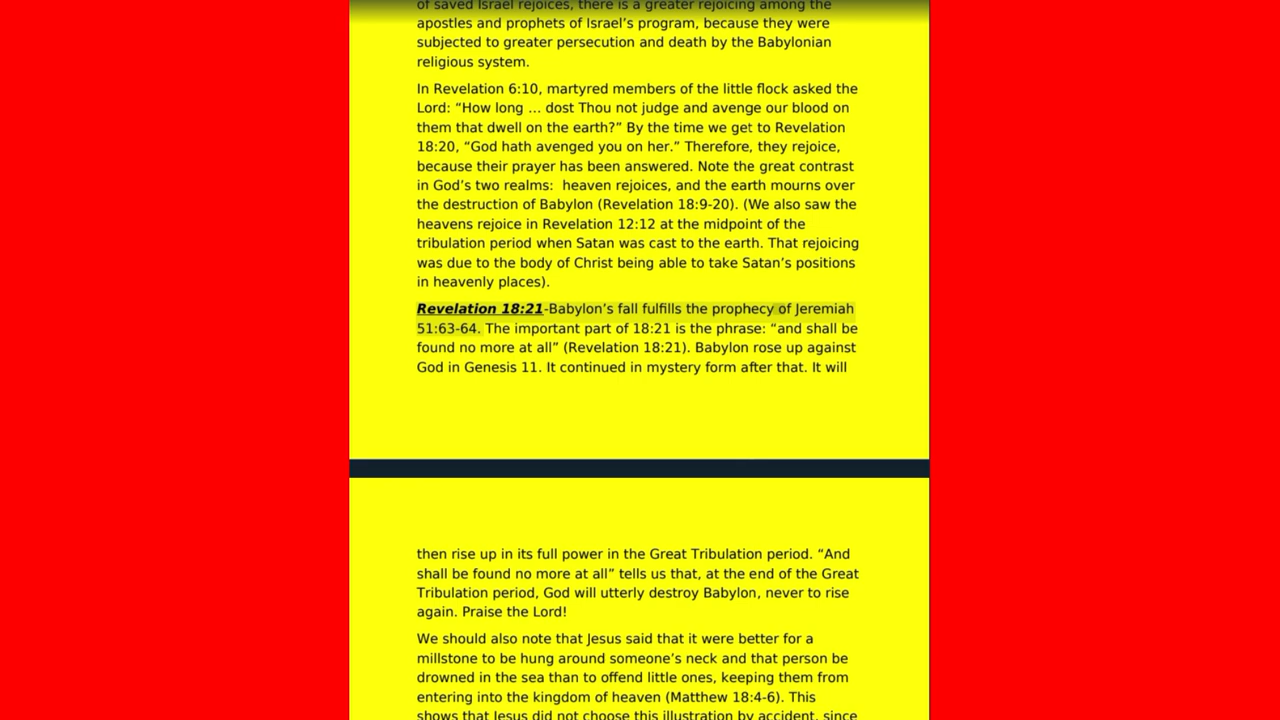 of saved Israel rejoices, there is a greater rejoicing among the
apostles and prophets of Israel’s program, because they were
subjected to greater persecution and death by the Babylonian
religious system.
In Revelation 6:10, martyred members of the little flock asked the
Lord: “How long … dost Thou not judge and avenge our blood on
them that dwell on the earth?” By the time we get to Revelation
18:20, “God hath avenged you on her.” Therefore, they rejoice,
because their prayer has been answered. Note the great contrast
in God’s two realms:  heaven rejoices, and the earth mourns over
the destruction of Babylon (Revelation 18:9-20). (We also saw the
heavens rejoice in Revelation 12:12 at the midpoint of the
tribulation period when Satan was cast to the earth. That rejoicing
was due to the body of Christ being able to take Satan’s positions
in heavenly places).
Revelation 18:21-Babylon’s fall fulfills the prophecy of Jeremiah
51:63-64. The important part of 18:21 is the phrase: “and shall be
found no more at all” (Revelation 18:21). Babylon rose up against
God in Genesis 11. It continued in mystery form after that. It will
then rise up in its full power in the Great Tribulation period. “And
shall be found no more at all” tells us that, at the end of the Great
Tribulation period, God will utterly destroy Babylon, never to rise
again. Praise the Lord!
We should also note that Jesus said that it were better for a
millstone to be hung around someone’s neck and that person be
drowned in the sea than to offend little ones, keeping them from
entering into the kingdom of heaven (Matthew 18:4-6). This
shows that Jesus did not choose this illustration by accident, since